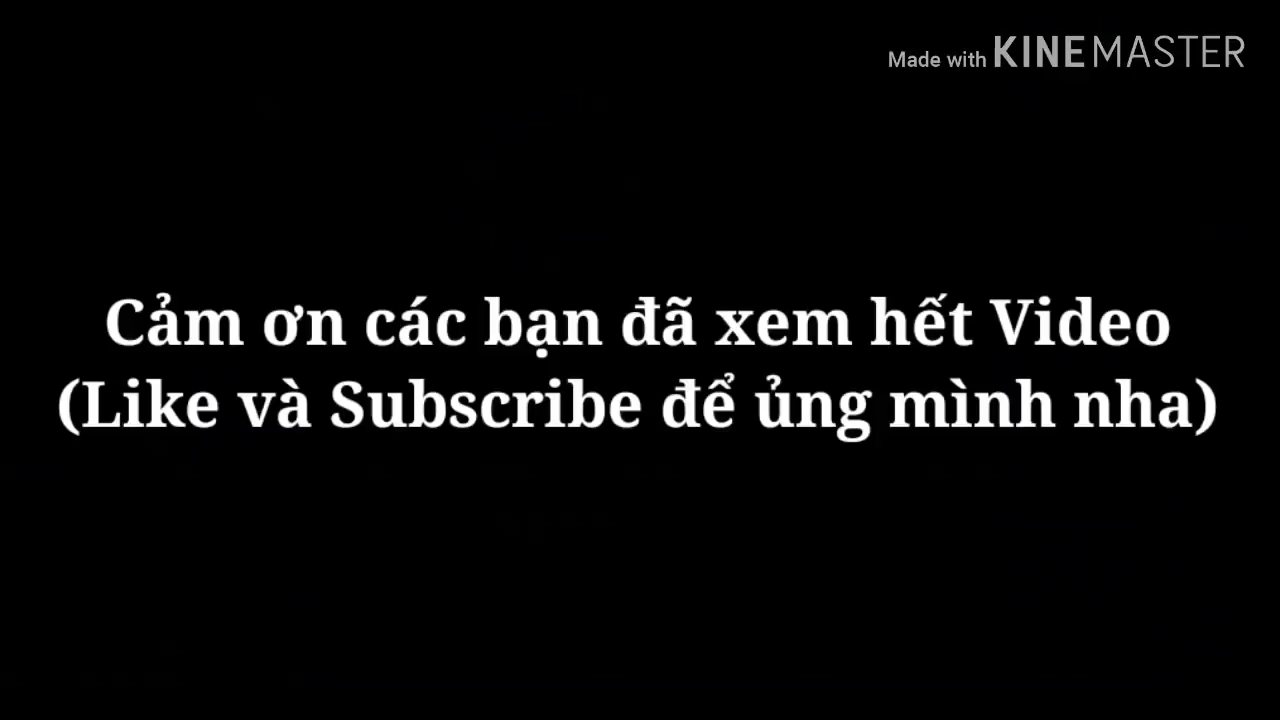 Made with KINEMASTER
Cảm ơn các bạn đã xem hết Video
(Like và Subscribe để ủng mình nha)